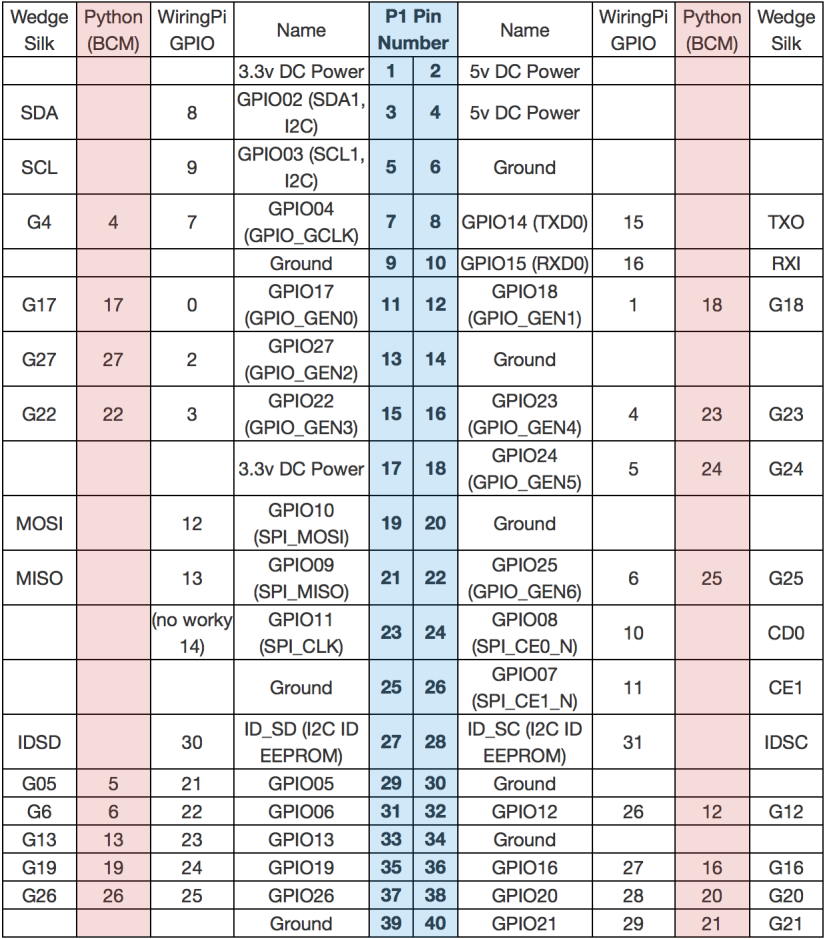 Wedge Silk Python (BCM) WiringPi GPIO Name P1 Pin Number Name WiringPi GPIO Python (BCM) Wedge Silk
3.3v DC Power 1 2 5v DC Power
SDA 8 GPIO02 (SDA1, I2C) 3 4 5v DC Power
SCL 9 GPIO03 (SCL1, I2C) 5 6 Ground
G4 4 7 GPIO04 (GPIO_GCLK) 7 8 GPIO14 (TXD0) 15 TXO
Ground 9 10 GPIO15 (RXD0) 16 RXI
G17 17 0 GPIO17 (GPIO_GEN0) 11 12 GPIO18 (GPIO_GEN1) 1 18 G18
G27 27 2 GPIO27 (GPIO_GEN2) 13 14 Ground
G22 22 3 GPIO22 (GPIO_GEN3) 15 16 GPIO23 (GPIO_GEN4) 4 23 G23
3.3v DC Power 17 18 GPIO24 (GPIO_GEN5) 5 24 G24
MOSI 12 GPIO10 (SPI_MOSI) 19 20 Ground
MISO 13 GPIO09 (SPI_MISO) 21 22 GPIO25 (GPIO_GEN6) 6 25 G25
(no worky 14) GPIO11 (SPI_CLK) 23 24 GPIO08 (SPI_CE0_N) 10 CD0
Ground 25 26 GPIO07 (SPI_CE1_N) 11 CE1
IDSD 30 ID_SD (I2C ID EEPROM) 27 28 ID_SC (I2C ID EEPROM) 31 IDSC
G05 5 21 GPIO05 29 30 Ground
G6 6 22 GPIO06 31 32 GPIO12 26 12 G12
G13 13 23 GPIO13 33 34 Ground
G19 19 24 GPIO19 35 36 GPIO16 27 16 G16
G26 26 25 GPIO26 37 38 GPIO20 28 20 G20
Ground 39 40 GPIO21 29 21 G21